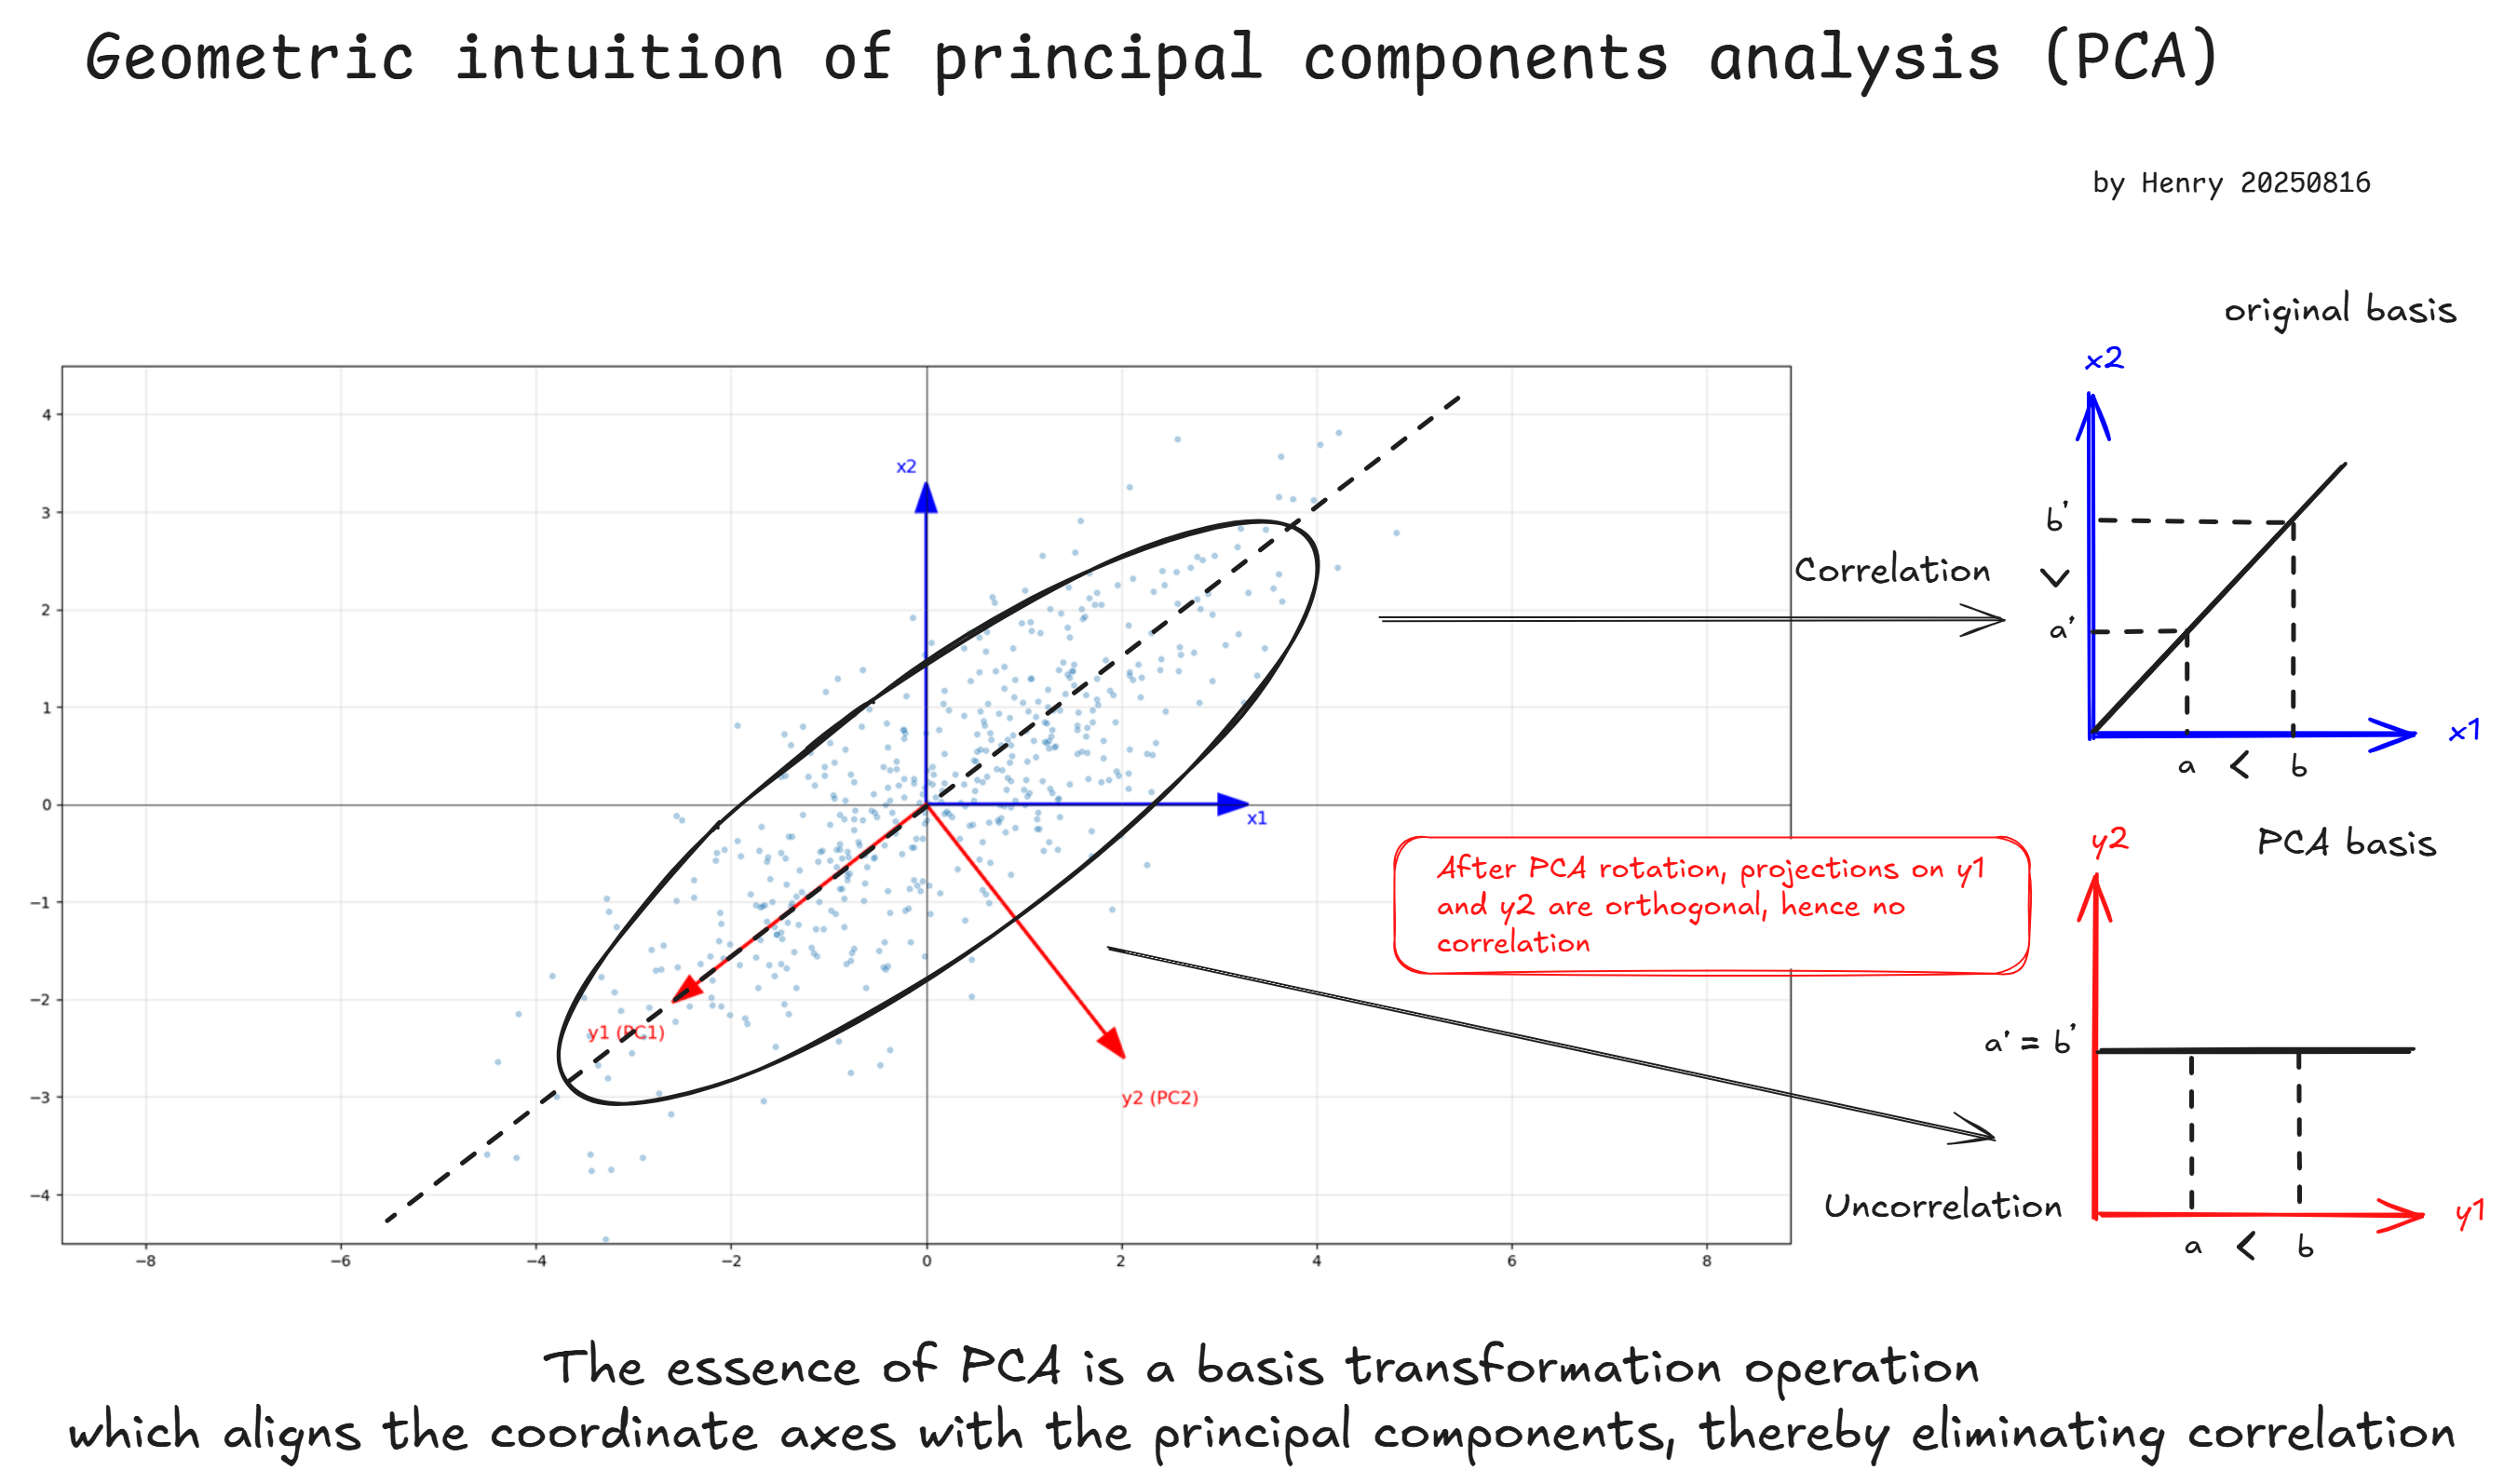 Geometric intuition of principal components analysis (PCA)
by Henry 20250816
original basis
x2
b'
Correlation
∨
a'
x1
a < b
4
3
2
1
0
−1
−2
−3
−4
−8
−6
−4
−2
0
2
4
6
8
x2
x1
y1 (PC1)
y2 (PC2)
After PCA rotation, projections on y1
and y2 are orthogonal, hence no
correlation
PCA basis
y2
a' = b'
Uncorrelation
y1
a < b
The essence of PCA is a basis transformation operation
which aligns the coordinate axes with the principal components, thereby eliminating correlation